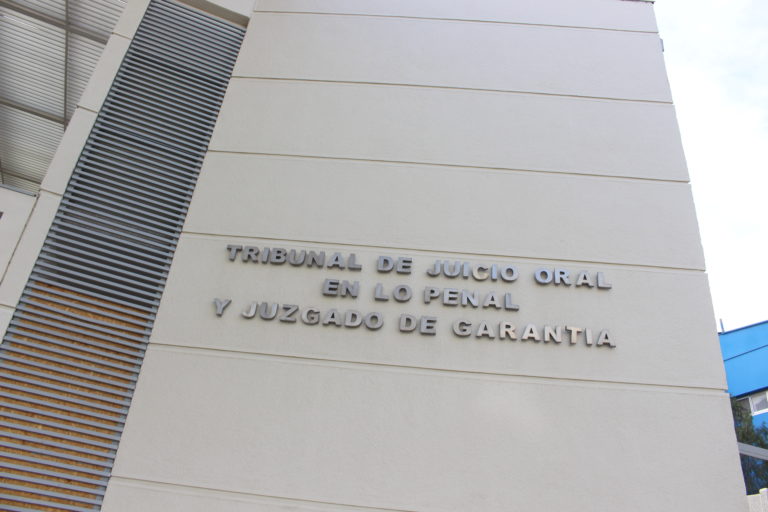 TRIBUNAL DE JUICIO ORAL
EN LO PENAL
Y JUZGADO DE GARANTIA